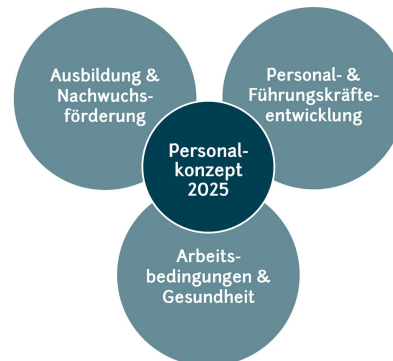 Ausbildung &
Nachwuchs-
förderung
Personal- &
Führungskräfte-
entwicklung
Personal-
konzept
2025
Arbeits-
bedingungen &
Gesundheit